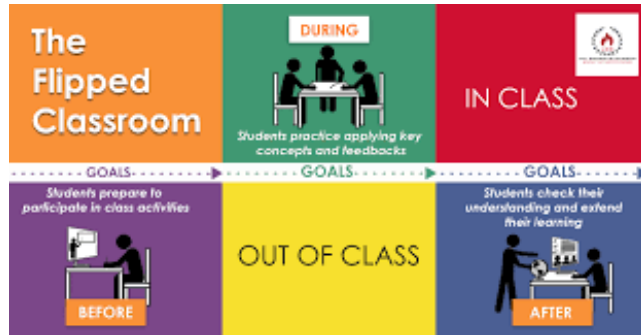 The
Flipped
Classroom
DURING
Students practice applying key
concepts and feedbacks
IN CLASS
GOALS
GOALS
GOALS
Students prepare to
participate in class activities
BEFORE
OUT OF CLASS
Students check their
understanding and extend
their learning
AFTER